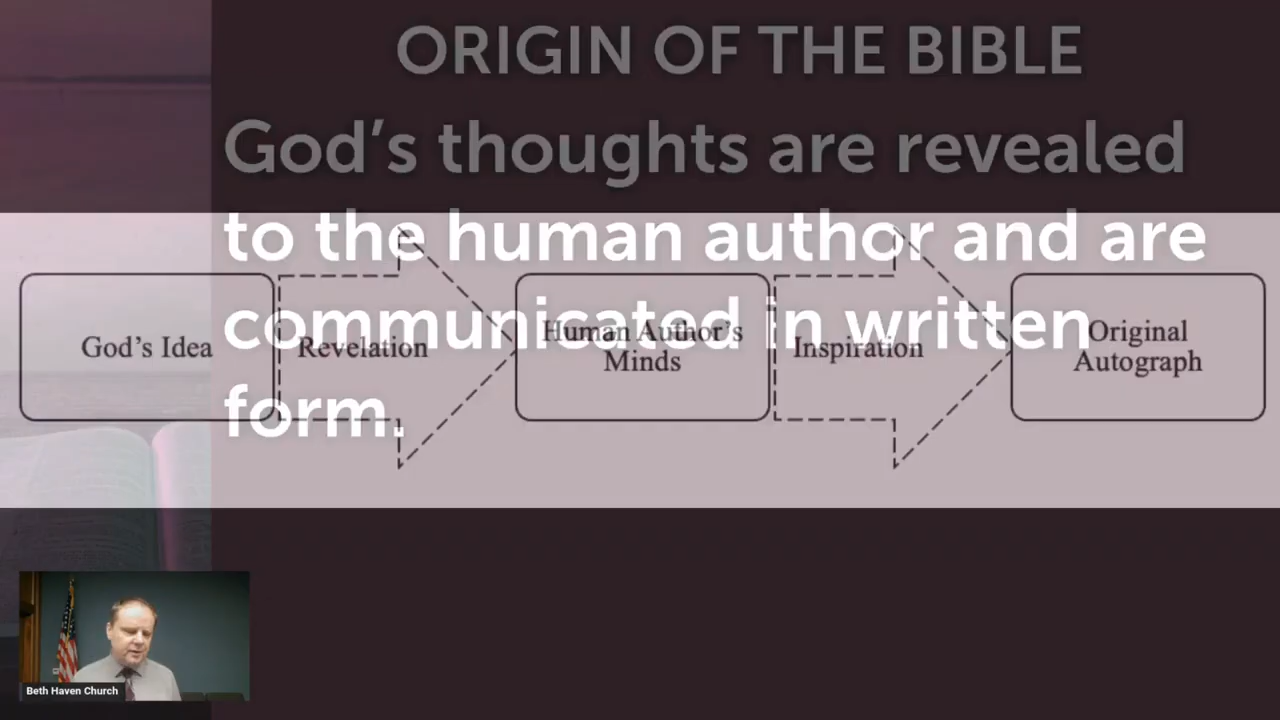 ORIGIN OF THE BIBLE
God’s thoughts are revealed
to the human author and are
communicated in written
form.
God’s Idea
Revelation
Human Author’s
Minds
Inspiration
Original
Autograph
Beth Haven Church